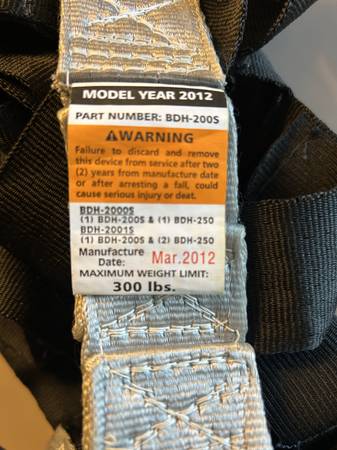 MODEL YEAR 2012
PART NUMBER: BDH-200S
⚠WARNING
Failure to discard and remove
this device from service after two
(2) years from manufacture date
or after arresting a fall, could
cause serious injury or deat.
BDH-2000S
(1) BDH-200S & (1) BDH-250
BDH-2001S
(1) BDH-200S & (2) BDH-250
Manufacture
Date: Mar.2012
MAXIMUM WEIGHT LIMIT:
300 lbs.